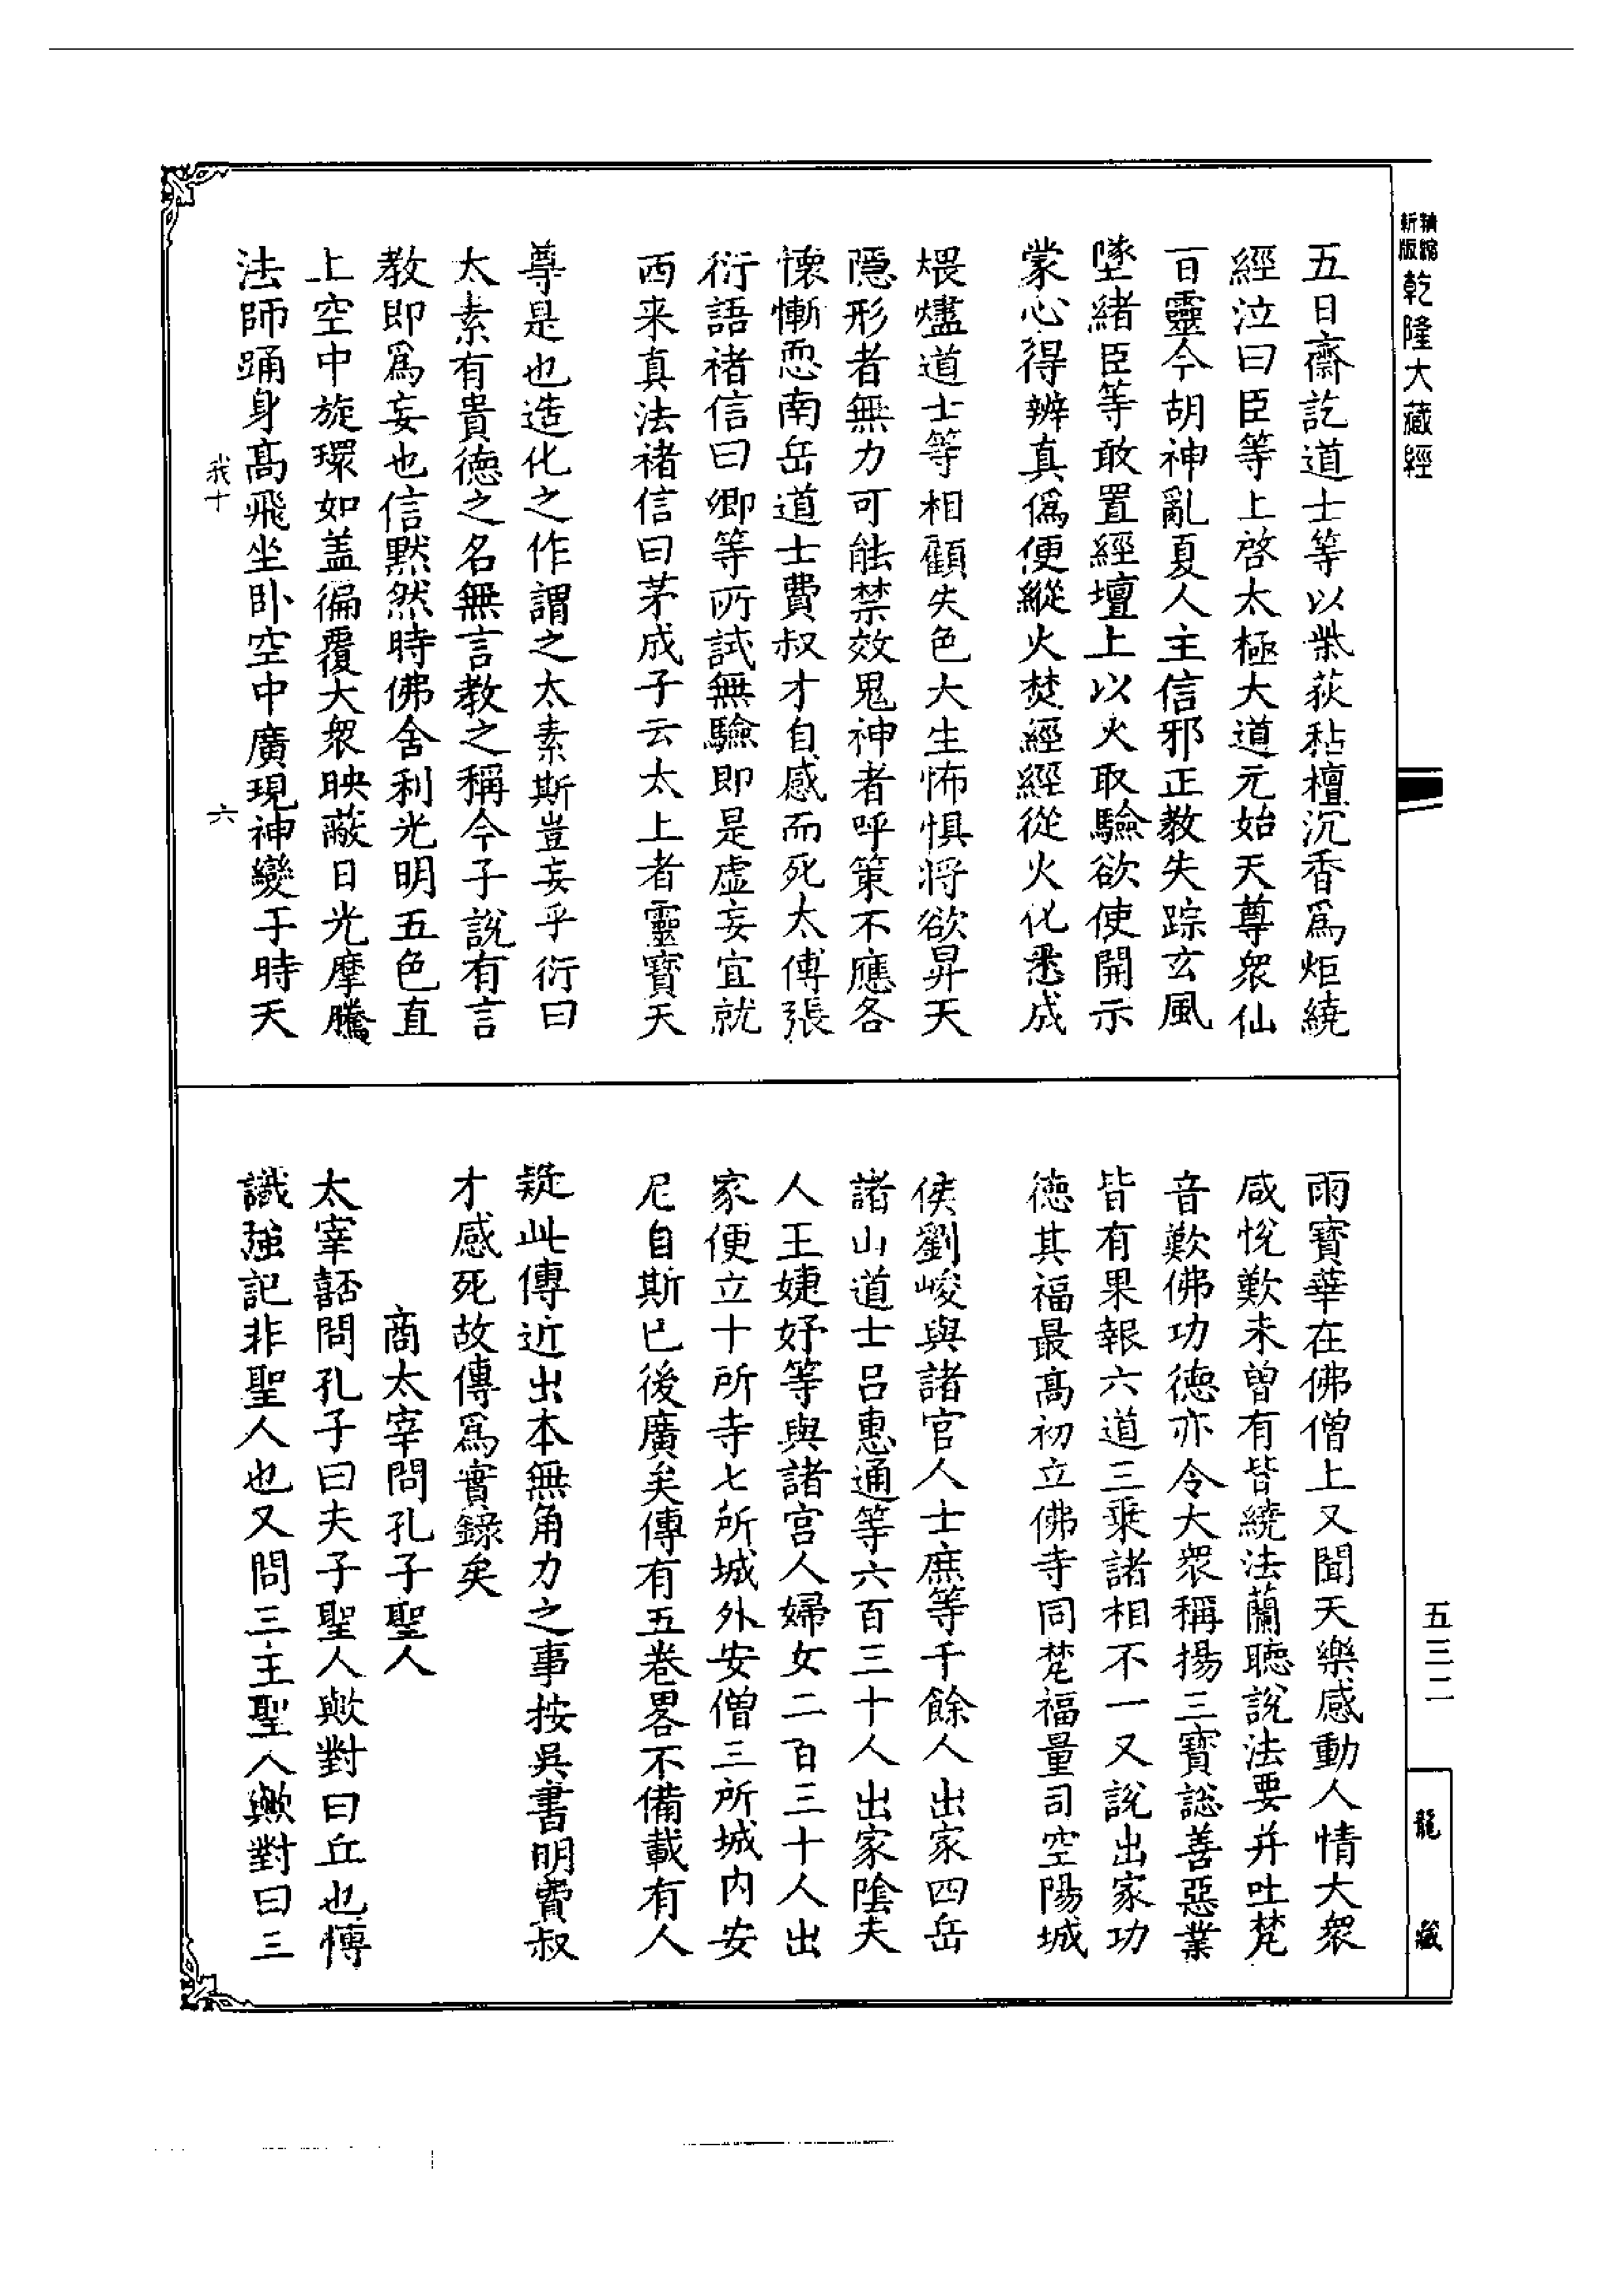 新版精縮乾隆大藏經
五日齋訖道士等以柴荻秥檀沉香爲炬繞
經泣曰臣等上啓太極大道元始天尊衆仙
百靈今胡神亂夏人主信邪正教失踪玄風
墜緒臣等敢置經壇上以火取驗欲使開示
蒙心得辨真僞便縱火焚經經從火化悉成
煨燼道士等相顧失色大生怖惧将欲昇天
隱形者無力可能禁效鬼神者呼策不應各
懷慚恧南岳道士費叔才自感而死太傅張
衍語褚信曰卿等所試無驗即是虛妄宜就
西来真法褚信曰茅成子云太上者靈寶天
尊是也造化之作謂之太素斯豈妄乎衍曰
太素有貴德之名無言教之稱今子說有言
教即爲妄也信黙然時佛舍利光明五色直
上空中旋環如盖徧覆大衆映蔽日光摩騰
法師踊身髙飛坐卧空中廣現神變于時天
我十 六
雨寶華在佛僧上又聞天樂感動人情大衆
咸悅歎未曾有皆繞法蘭聴說法要并吐梵
音歎佛功德亦令大衆稱揚三寶說善惡業
皆有果報六道三乘諸相不一又說出家功
德其福最髙初立佛寺同梵福量司空陽城
侯劉峻與諸官人士庶等千餘人出家四岳
諸山道士吕惠通等六百三十人出家陰夫
人王婕妤等與諸宫人婦女二百三十人出
家便立十所寺七所城外安僧三所城内安
尼自斯已後廣矣傳有五卷畧不備載有人
疑此傳近出本無角力之事按吳書明費叔
才感死故傳爲實錄矣
商太宰問孔子聖人
太宰嚭問孔子曰夫子聖人歟對曰丘也愽
識強記非聖人也又問三王聖人歟對曰三
五三二
龍藏